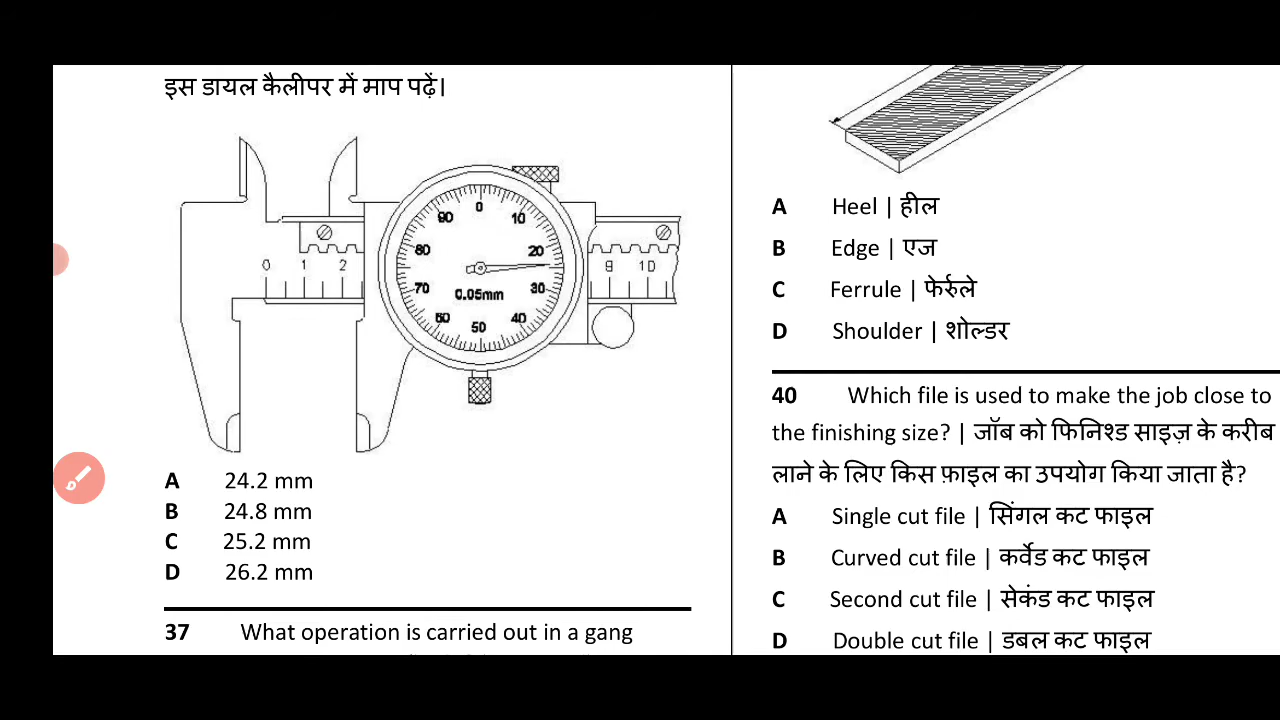 इस डायल कैलीपर में माप पढ़ें।
0 1 2
9 10
0
10
20
30
40
50
60
70
80
90
0.05mm
A 24.2 mm
B 24.8 mm
C 25.2 mm
D 26.2 mm
37 What operation is carried out in a gang
A Heel | हील
B Edge | एज
C Ferrule | फेर्रुले
D Shoulder | शोल्डर
40 Which file is used to make the job close to
the finishing size? | जॉब को फिनिश्ड साइज़ के करीब
लाने के लिए किस फ़ाइल का उपयोग किया जाता है?
A Single cut file | सिंगल कट फाइल
B Curved cut file | कर्वेड कट फाइल
C Second cut file | सेकंड कट फाइल
D Double cut file | डबल कट फाइल